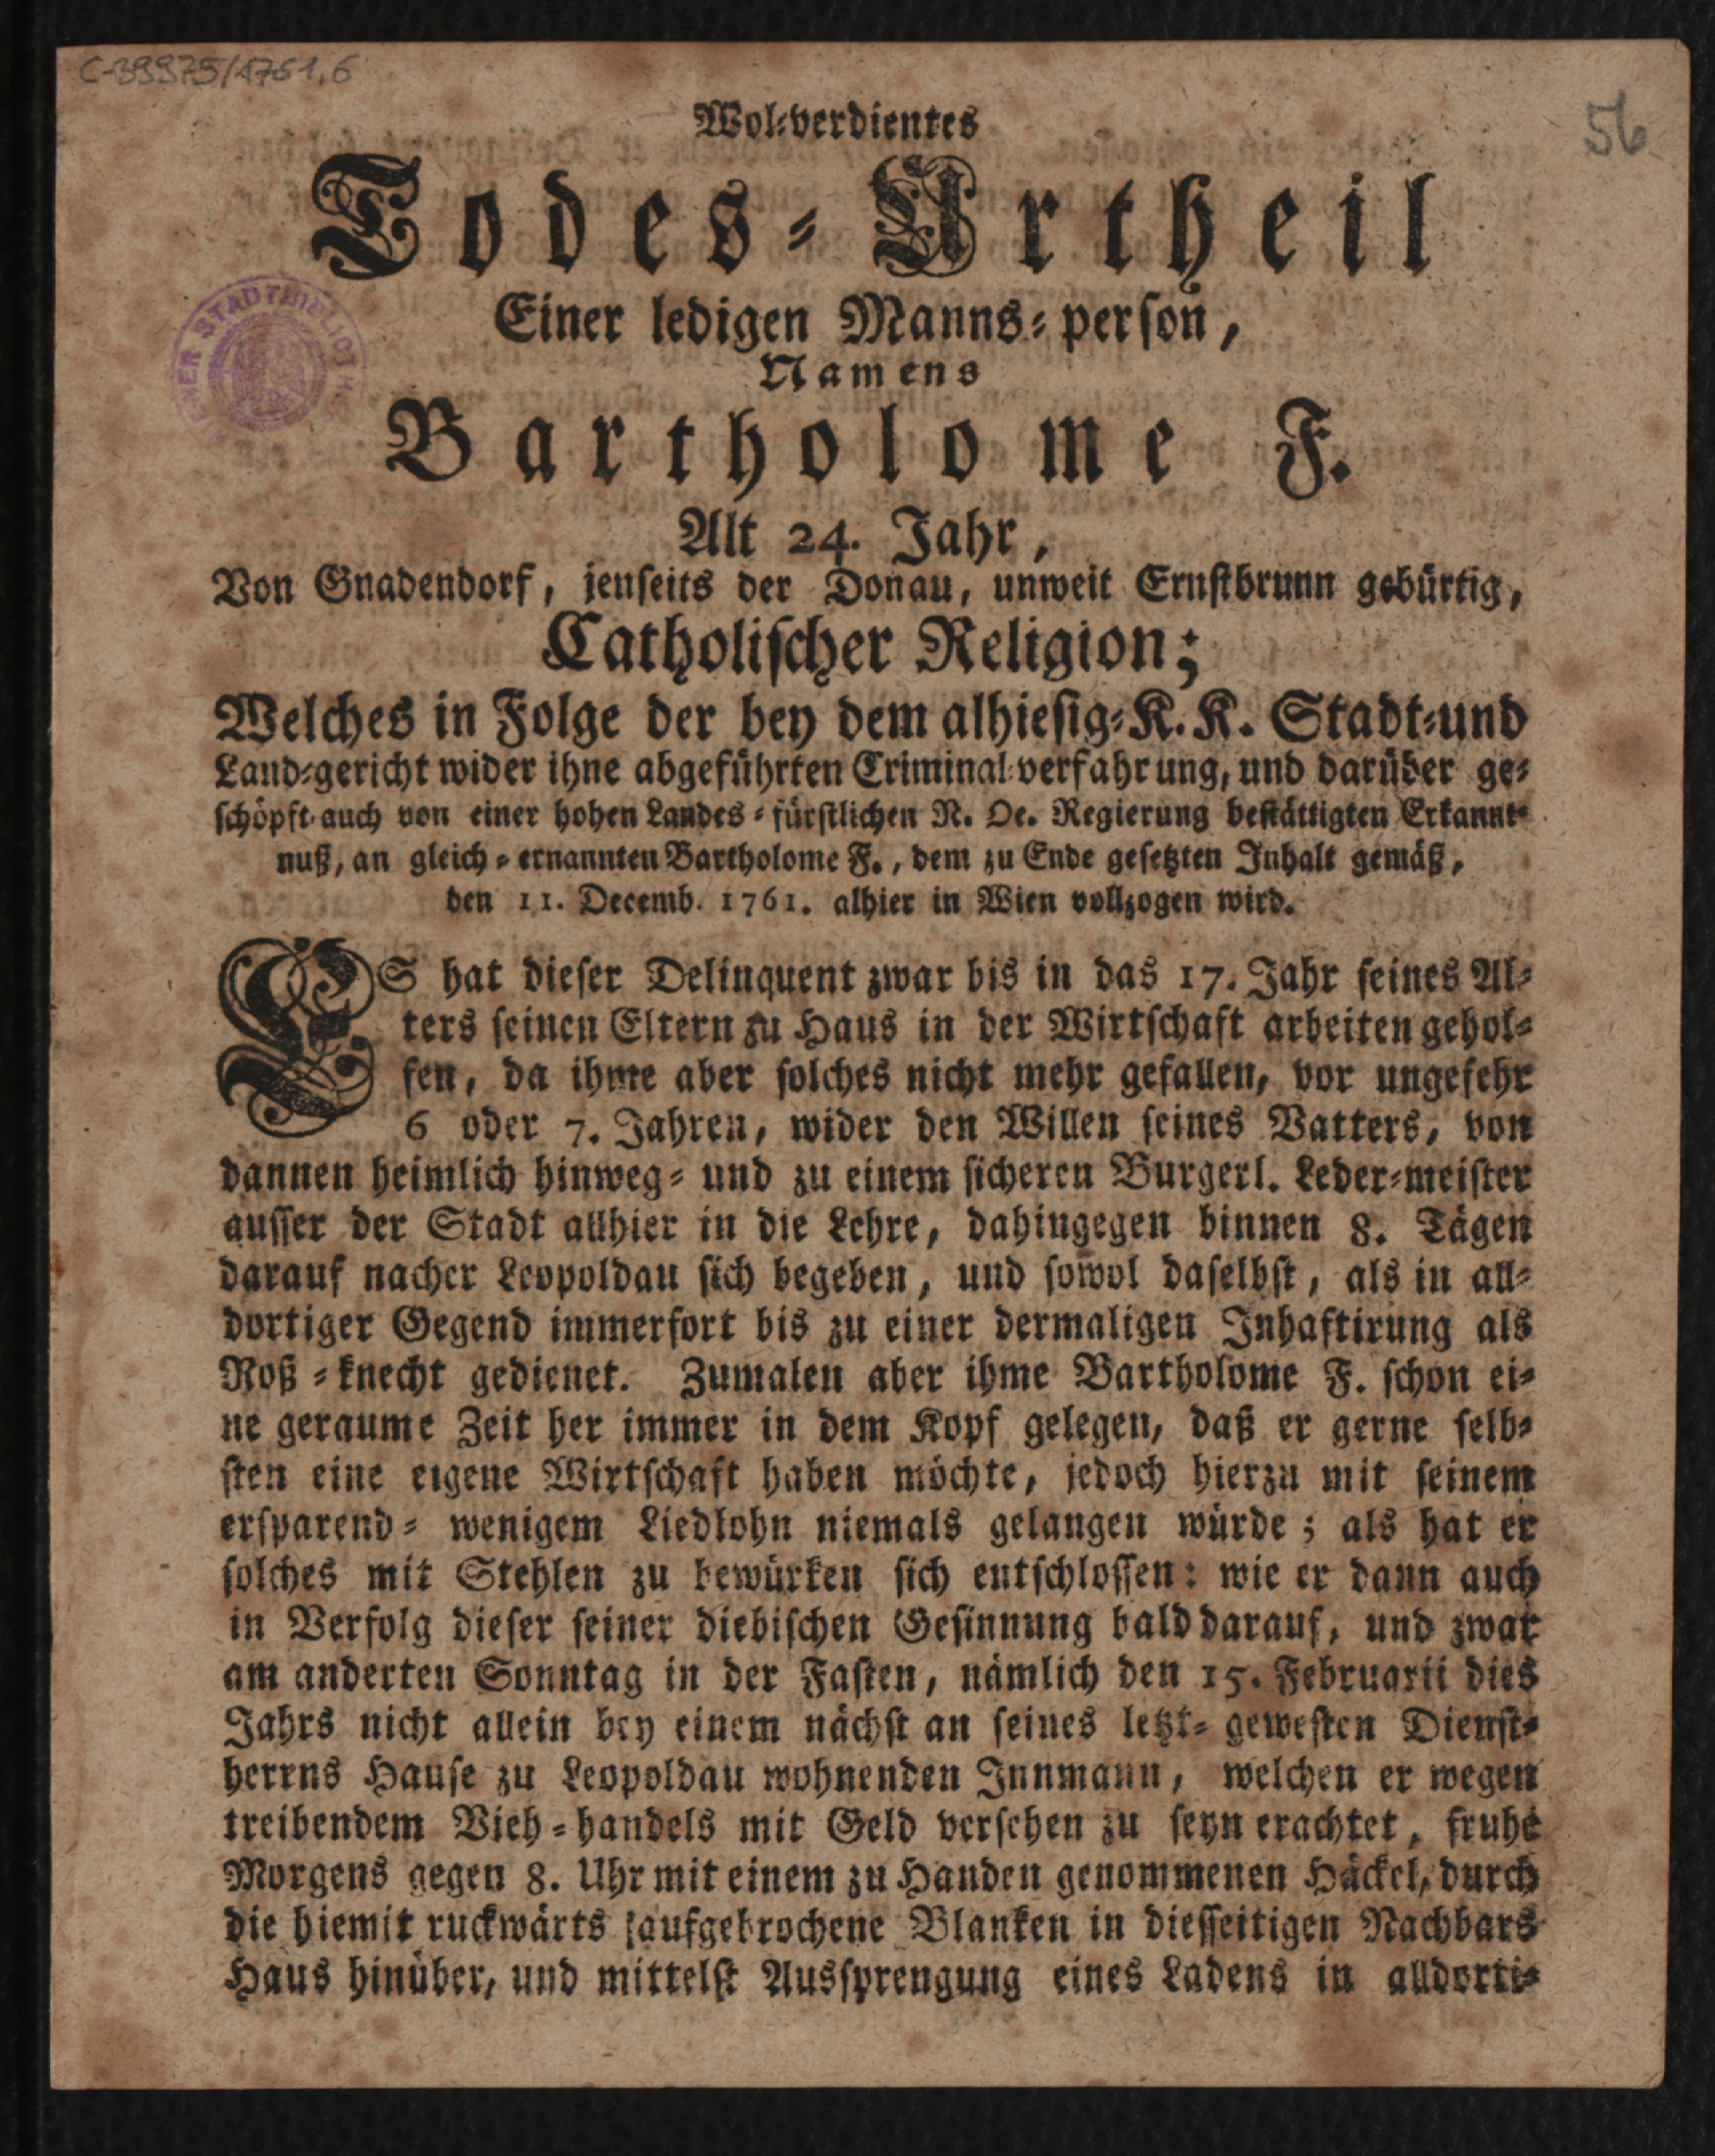 C-39975/1761,6
56
Wol-verdientes
Todes-Urtheil
Einer ledigen Manns-person,
Namens
Bartholome F.
Alt 24. Jahr,
Von Gnadendorf, jenseits der Donau, unweit Ernstbrunn gebürtig,
Catholischer Religion;
Welches in Folge der bey dem alhiesig-K. K. Stadt-und
Land-gericht wider ihne abgeführten Criminal-verfahrung, und darüder ge-
schöpft-auch von einer hohen Landes-fürstlichen N. Oe. Regierung bestättigten Erkannt-
nuß, an gleich-ernannten Bartholome F., dem zu Ende gesetzten Inhalt gemäß,
den 11. Decemb. 1761. alhier in Wien vollzogen wird.
ES hat dieser Delinquent zwar bis in das 17. Jahr seines Al-
ters seinen Eltern zu Haus in der Wirtschaft arbeiten gehol-
fen, da ihme aber solches nicht mehr gefallen, vor ungefehr
6 oder 7. Jahren, wider den Willen seines Vatters, von
dannen heimlich hinweg- und zu einem sicheren Burgerl. Leder-meister
ausser der Stadt allhier in die Lehre, dahingegen binnen 8. Tägen
darauf nacher Leopoldau sich begeben, und sowol daselbst, als in all-
dortiger Gegend immerfort bis zu einer dermaligen Inhaftirung als
Roß-knecht gedienet. Zumalen aber ihme Bartholome F. schon ei-
ne geraume Zeit her immer in dem Kopf gelegen, daß er gerne selb-
sten eine eigene Wirtschaft haben möchte, jedoch hierzu mit seinem
ersparend- wenigem Liedlohn niemals gelangen würde; als hat er
solches mit Stehlen zu bewürken sich entschlossen: wie er dann auch
in Verfolg dieser seiner diebischen Gesinnung bald darauf, und zwar
am anderten Sonntag in der Fasten, nämlich den 15. Februarii dies
Jahrs nicht allein bey einem nächst an seines letzt-gewesten Dienst-
herrns Hause zu Leopoldau wohnenden Innmann, welchen er wegen
treibendem Vieh-handels mit Geld versehen zu seyn erachtet, fruhe
Morgens gegen 8. Uhr mit einem zu Handen genommenen Häckel, durch
die hiemit ruckwärts aufgebrochene Blanken in diesseitigen Nachbars
Haus hinüber, und mittelst Aussprengung eines Ladens in alldorti-